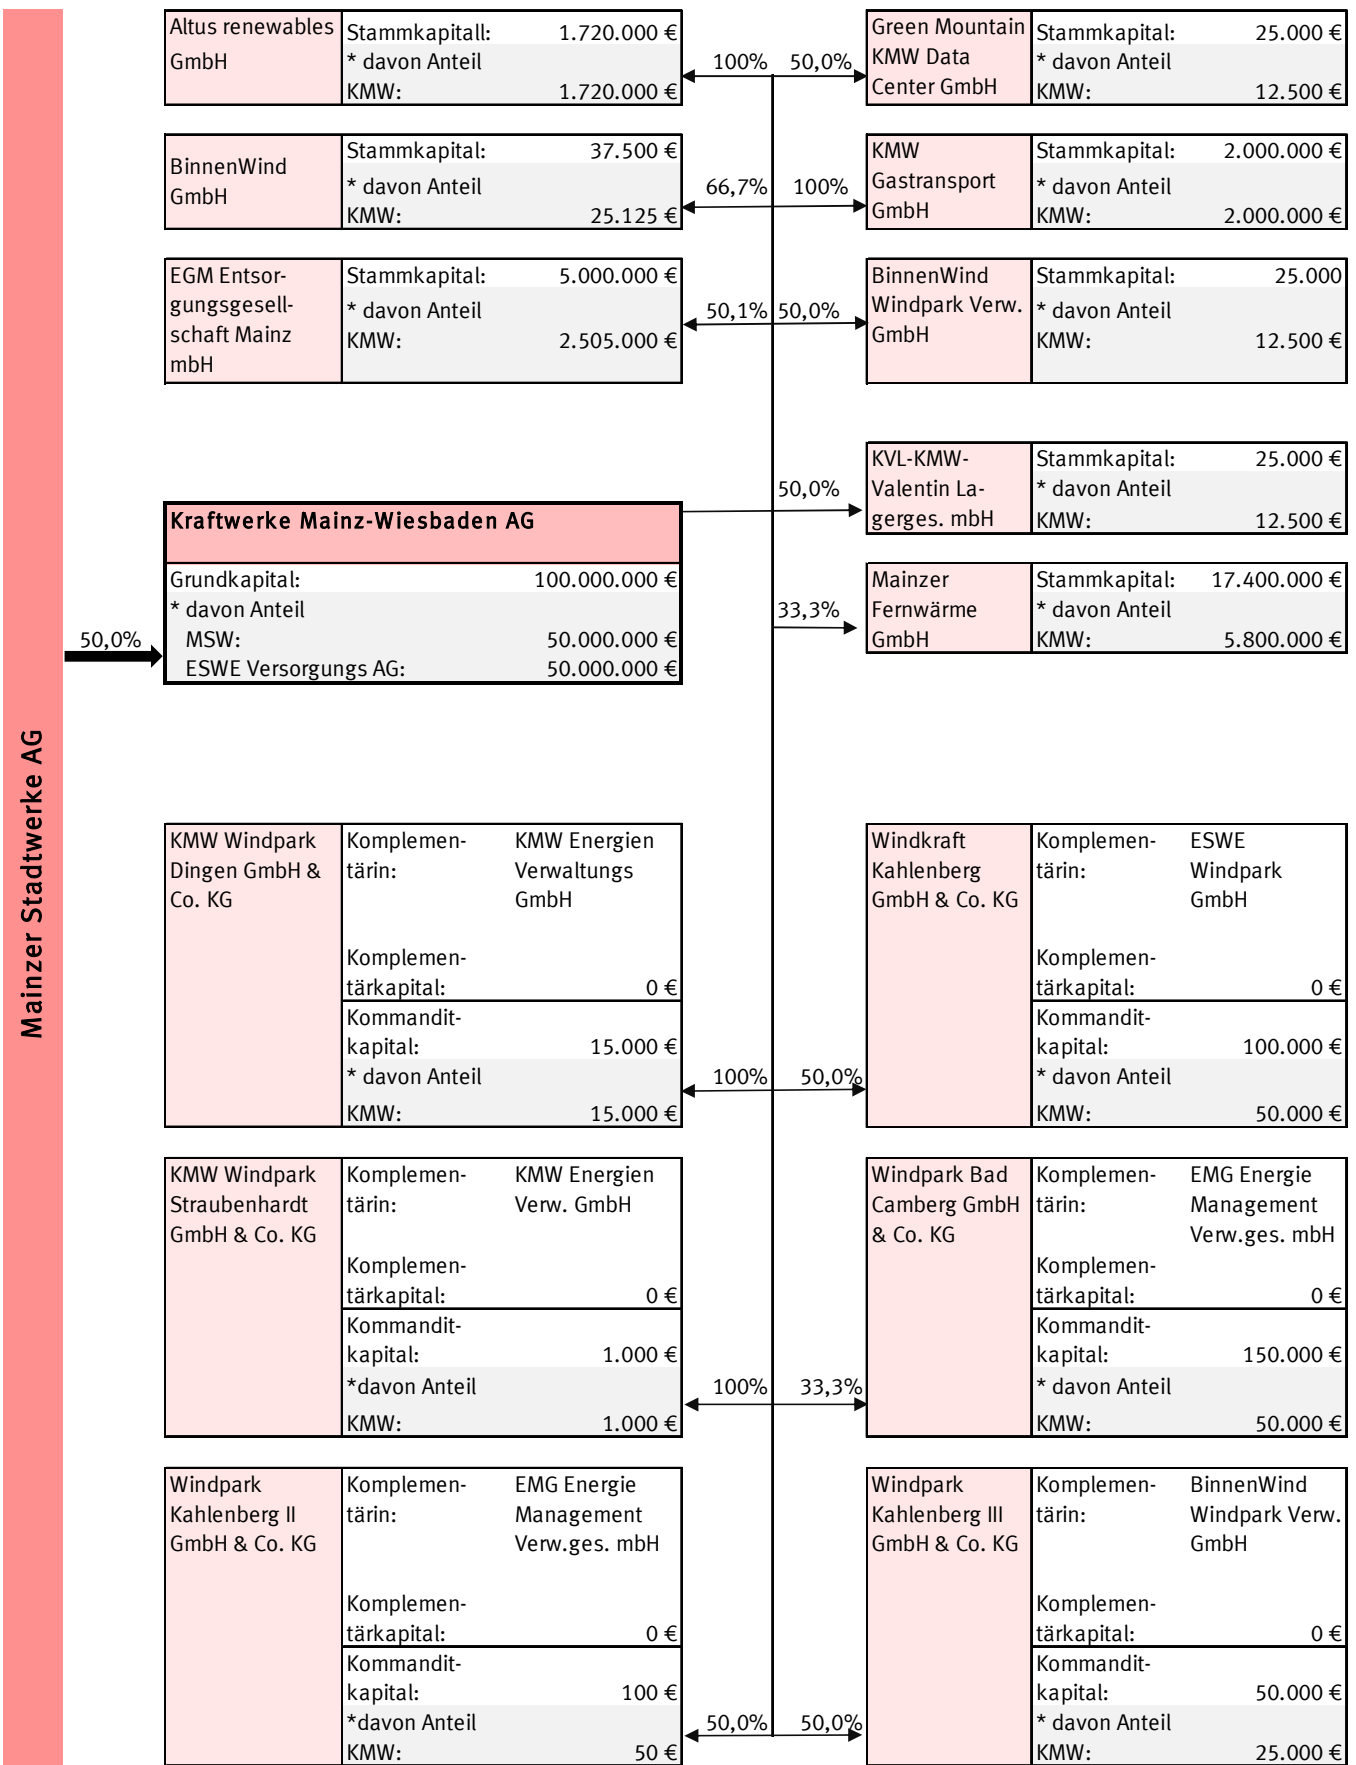 Mainzer Stadtwerke AG
50,0%
Altus renewables
GmbH
Stammkapitall: 1.720.000 €
* davon Anteil
KMW: 1.720.000 €
100%
50,0%
Green Mountain
KMW Data
Center GmbH
Stammkapital: 25.000 €
* davon Anteil
KMW: 12.500 €
BinnenWind
GmbH
Stammkapital: 37.500 €
* davon Anteil
KMW: 25.125 €
66,7%
100%
KMW
Gastransport
GmbH
Stammkapital: 2.000.000 €
* davon Anteil
KMW: 2.000.000 €
EGM Entsor-
gungsgesell-
schaft Mainz
mbH
Stammkapital: 5.000.000 €
* davon Anteil
KMW: 2.505.000 €
50,1%
50,0%
BinnenWind
Windpark Verw.
GmbH
Stammkapital: 25.000
* davon Anteil
KMW: 12.500 €
50,0%
KVL-KMW-
Valentin La-
gerges. mbH
Stammkapital: 25.000 €
* davon Anteil
KMW: 12.500 €
Kraftwerke Mainz-Wiesbaden AG
Grundkapital: 100.000.000 €
* davon Anteil
MSW: 50.000.000 €
ESWE Versorgungs AG: 50.000.000 €
33,3%
Mainzer
Fernwärme
GmbH
Stammkapital: 17.400.000 €
* davon Anteil
KMW: 5.800.000 €
KMW Windpark
Dingen GmbH &
Co. KG
Komplemen- KMW Energien
tärin: Verwaltungs
GmbH
Komplemen-
tärkapital: 0 €
Kommandit-
kapital: 15.000 €
* davon Anteil
KMW: 15.000 €
100%
50,0%
Windkraft
Kahlenberg
GmbH & Co. KG
Komplemen- ESWE
tärin: Windpark
GmbH
Komplemen-
tärkapital: 0 €
Kommandit-
kapital: 100.000 €
* davon Anteil
KMW: 50.000 €
KMW Windpark
Straubenhardt
GmbH & Co. KG
Komplemen- KMW Energien
tärin: Verw. GmbH
Komplemen-
tärkapital: 0 €
Kommandit-
kapital: 1.000 €
*davon Anteil
KMW: 1.000 €
100%
33,3%
Windpark Bad
Camberg GmbH
& Co. KG
Komplemen- EMG Energie
tärin: Management
Verw.ges. mbH
Komplemen-
tärkapital: 0 €
Kommandit-
kapital: 150.000 €
* davon Anteil
KMW: 50.000 €
Windpark
Kahlenberg II
GmbH & Co. KG
Komplemen- EMG Energie
tärin: Management
Verw.ges. mbH
Komplemen-
tärkapital: 0 €
Kommandit-
kapital: 100 €
*davon Anteil
KMW: 50 €
50,0%
50,0%
Windpark
Kahlenberg III
GmbH & Co. KG
Komplemen- BinnenWind
tärin: Windpark Verw.
GmbH
Komplemen-
tärkapital: 0 €
Kommandit-
kapital: 50.000 €
* davon Anteil
KMW: 25.000 €